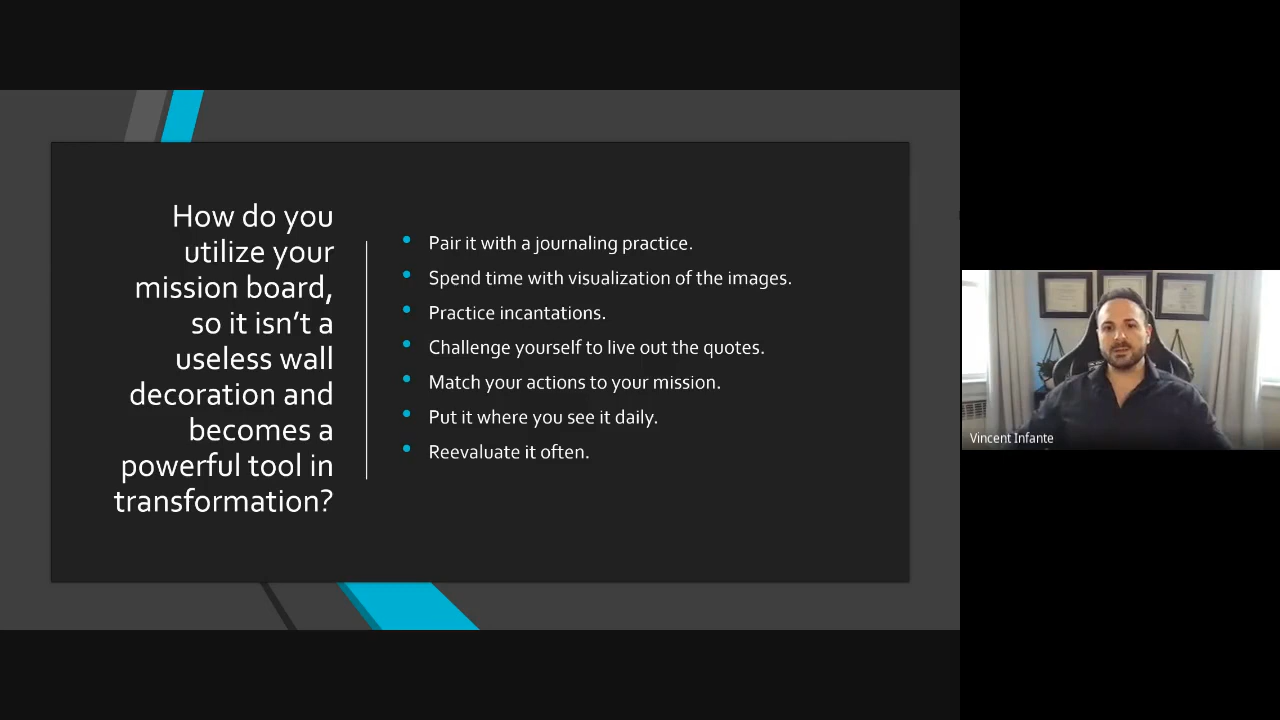 How do you
utilize your
mission board,
so it isn’t a
useless wall
decoration and
becomes a
powerful tool in
transformation?
Pair it with a journaling practice.
Spend time with visualization of the images.
Practice incantations.
Challenge yourself to live out the quotes.
Match your actions to your mission.
Put it where you see it daily.
Reevaluate it often.
Vincent Infante